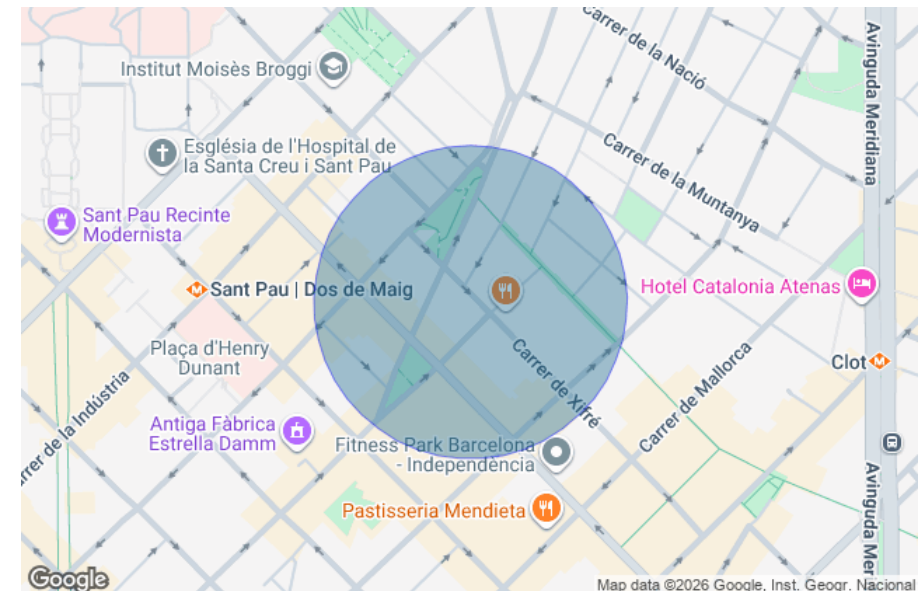 Carrer de la Nació
Avinguda Meridiana
Institut Moisès Broggi
Església de l'Hospital de
la Santa Creu i Sant Pau
Carrer de la Muntanya
Sant Pau Recinte
Modernista
Sant Pau | Dos de Maig
Hotel Catalonia Atenas
Plaça d'Henry
Dunant
Clot
Carrer de Xifré
Carrer de Mallorca
rrer de la Indústria
Antiga Fàbrica
Estrella Damm
Fitness Park Barcelona
- Independència
Avinguda Mer
Pastisseria Mendieta
Google
Map data ©2026 Google, Inst. Geogr. Nacional